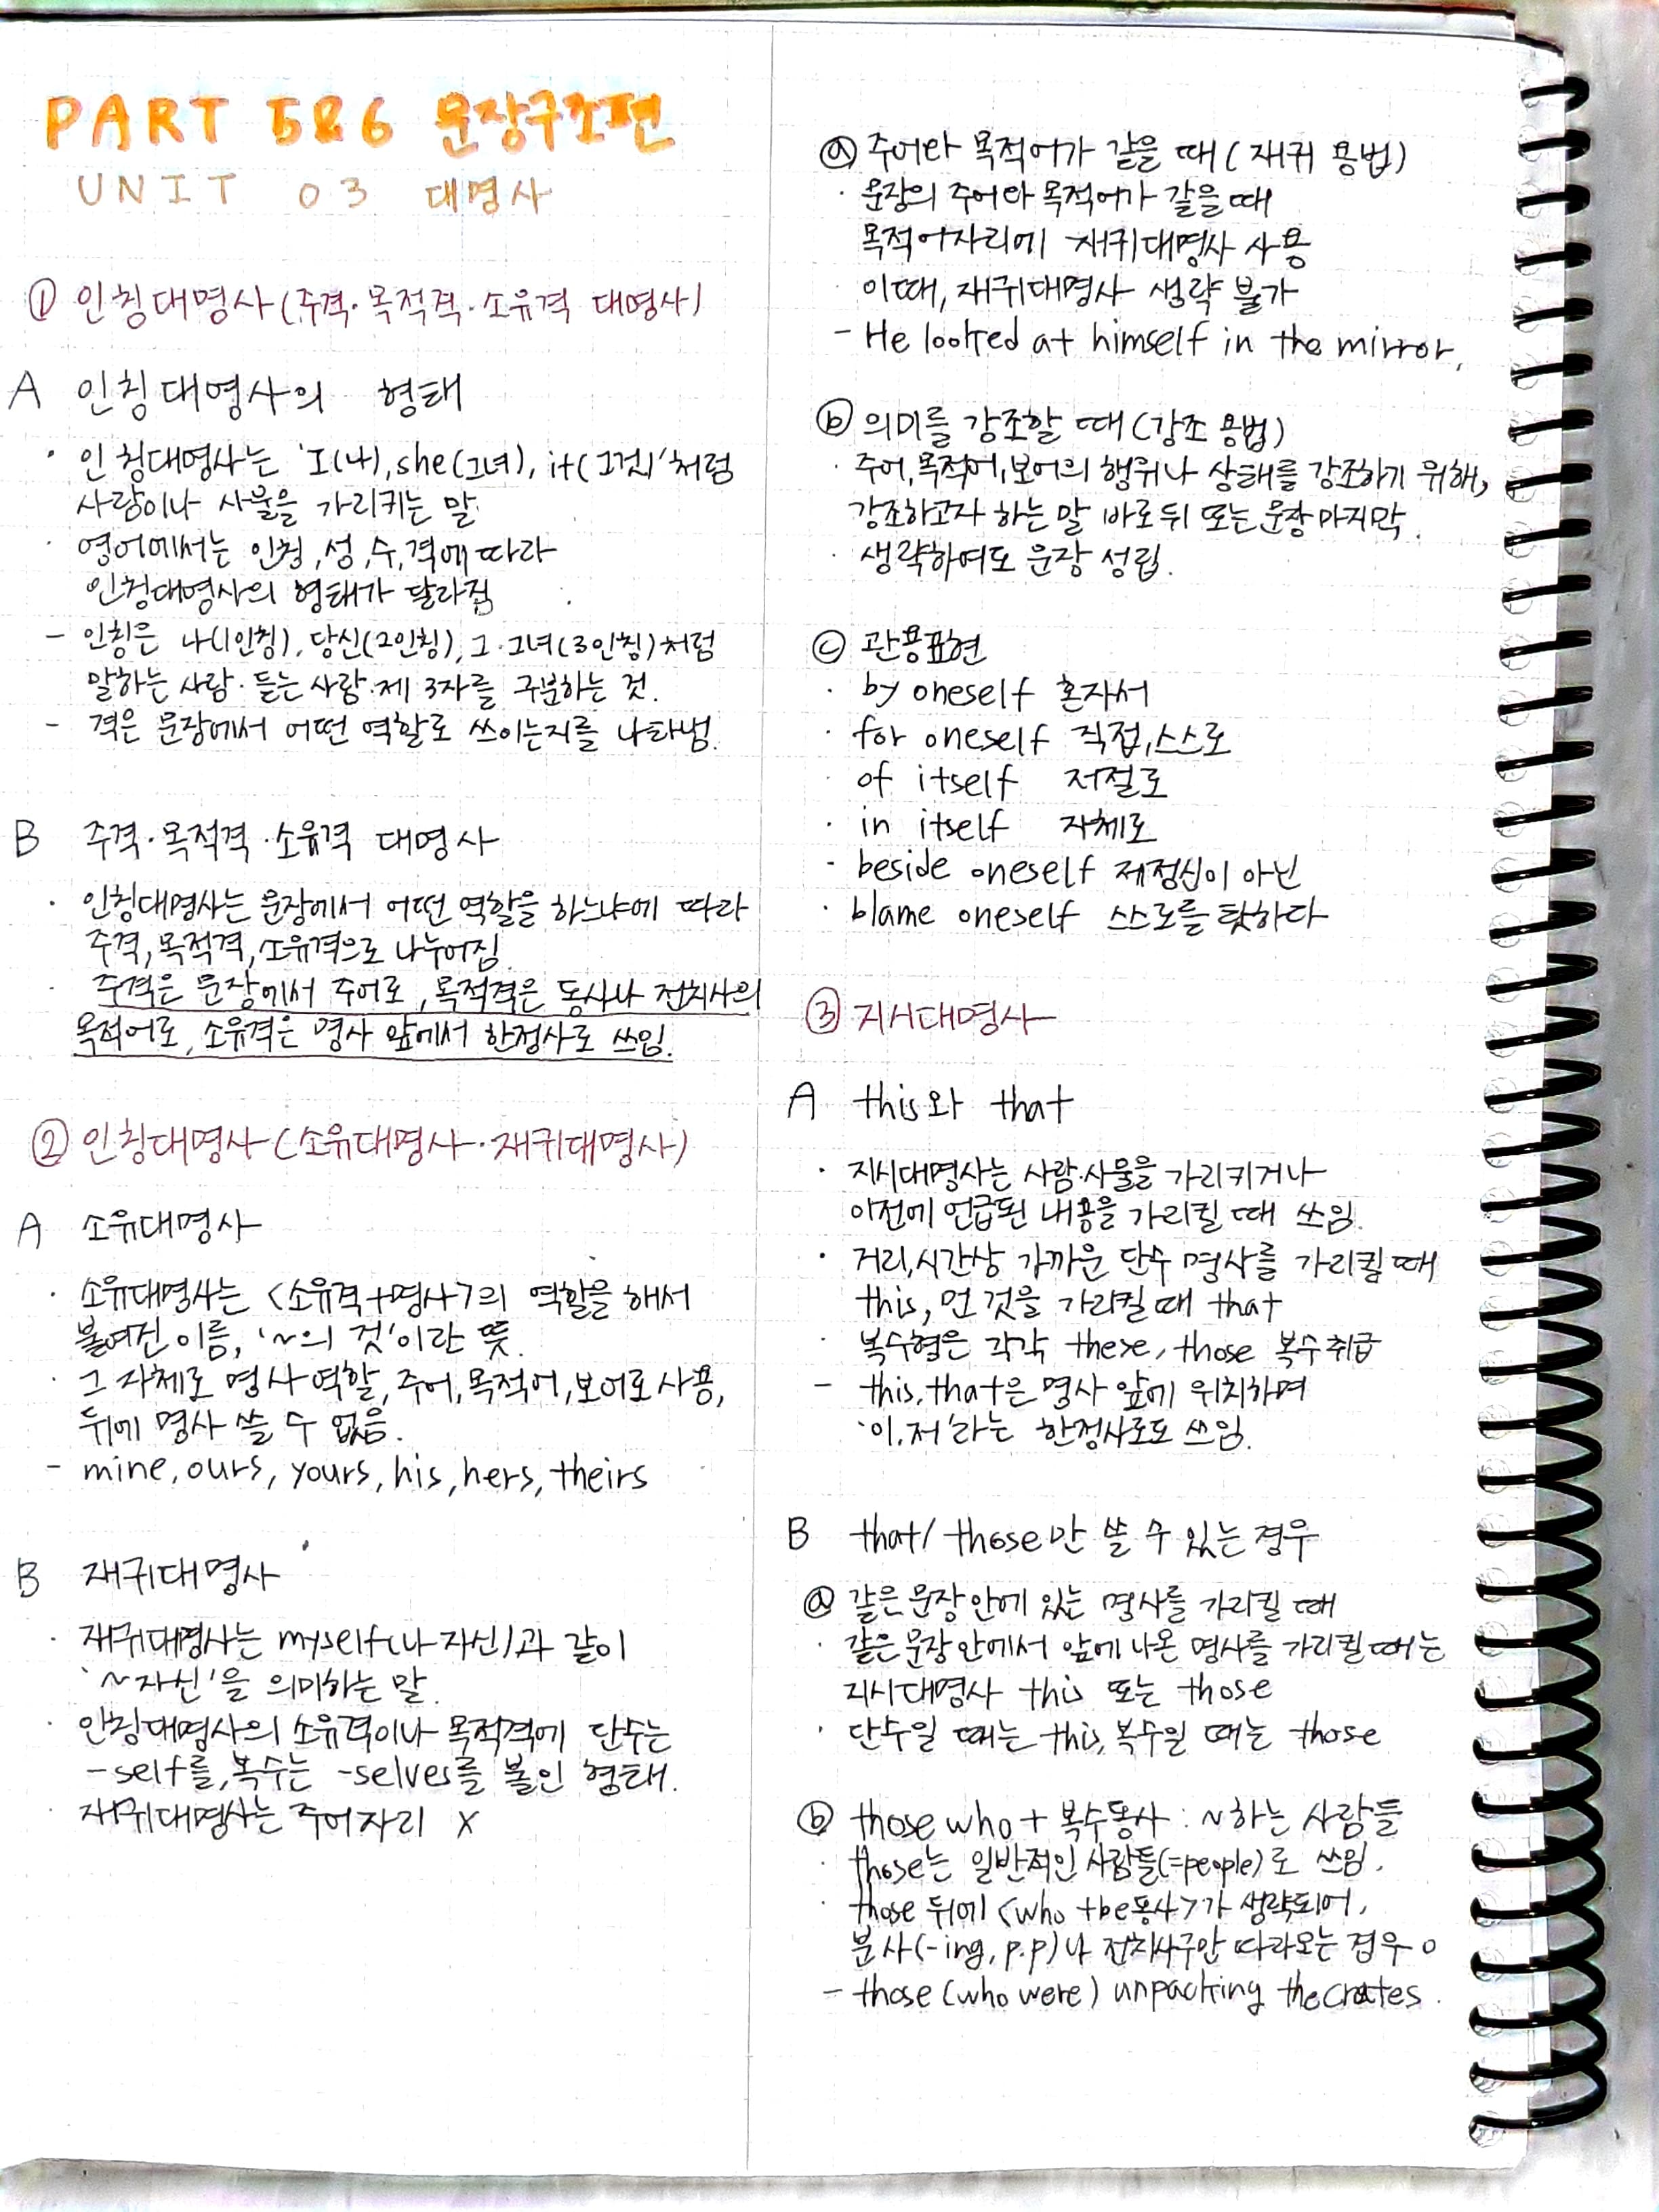 PART 5&6 문장구조편
UNIT 03 대명사
① 인칭대명사(주격·목적격·소유격 대명사)
A 인칭대명사의 형태
· 인칭대명사는 'I(나), she(그녀), it(그것)'처럼
사람이나 사물을 가리키는 말
· 영어에서는 인칭, 성, 수, 격에 따라
인칭대명사의 형태가 달라짐
- 인칭은 나(1인칭), 당신(2인칭), 그·그녀(3인칭)처럼
말하는 사람·듣는 사람·제 3자를 구분하는 것.
- 격은 문장에서 어떤 역할로 쓰이는지를 나타냄.
B 주격·목적격·소유격 대명사
· 인칭대명사는 문장에서 어떤 역할을 하느냐에 따라
주격, 목적격, 소유격으로 나누어짐.
· 주격은 문장에서 주어로, 목적격은 동사나 전치사의
목적어로, 소유격은 명사 앞에서 한정사로 쓰임.
② 인칭대명사(소유대명사·재귀대명사)
A 소유대명사
· 소유대명사는 <소유격+명사>의 역할을 해서
붙여진 이름, '~의 것'이란 뜻.
· 그 자체로 명사 역할, 주어, 목적어, 보어로 사용,
뒤에 명사 쓸 수 없음.
- mine, ours, yours, his, hers, theirs
B 재귀대명사
· 재귀대명사는 myself(나 자신)과 같이
'~자신'을 의미하는 말.
· 인칭대명사의 소유격이나 목적격에 단수는
-self를, 복수는 -selves를 붙인 형태.
· 재귀대명사는 주어자리 X
ⓐ 주어와 목적어가 같을 때(재귀 용법)
· 문장의 주어와 목적어가 같을때
목적어자리에 재귀대명사 사용
이때, 재귀대명사 생략 불가
- He looked at himself in the mirror.
ⓑ 의미를 강조할 때(강조 용법)
· 주어, 목적어, 보어의 행위나 상태를 강조하기 위해,
강조하고자 하는 말 바로 뒤 또는 문장 마지막.
· 생략하여도 문장 성립.
ⓒ 관용표현
· by oneself 혼자서
· for oneself 직접, 스스로
· of itself 저절로
· in itself 자체로
· beside oneself 제정신이 아닌
· blame oneself 스스로를 탓하다
③ 지시대명사
A this와 that
· 지시대명사는 사람·사물을 가리키거나
이전에 언급된 내용을 가리킬 때 쓰임.
· 거리, 시간상 가까운 단수 명사를 가리킬 때
this, 먼 것을 가리킬 때 that
· 복수형은 각각 these, those 복수 취급
- this, that은 명사 앞에 위치하며
'이, 저'라는 한정사로도 쓰임.
B that/those만 쓸 수 있는 경우
ⓐ 같은 문장 안에 있는 명사를 가리킬 때
· 같은 문장 안에서 앞에 나온 명사를 가리킬 때는
지시대명사 this 또는 those
· 단수일 때는 this, 복수일 때는 those
ⓑ those who + 복수동사 : ~하는 사람들
· those는 일반적인 사람들(=people)로 쓰임.
· those 뒤에 <who +be동사>가 생략되어,
분사(-ing, p.p)나 전치사구만 따라오는 경우 o
- those (who were) unpacking the crates.